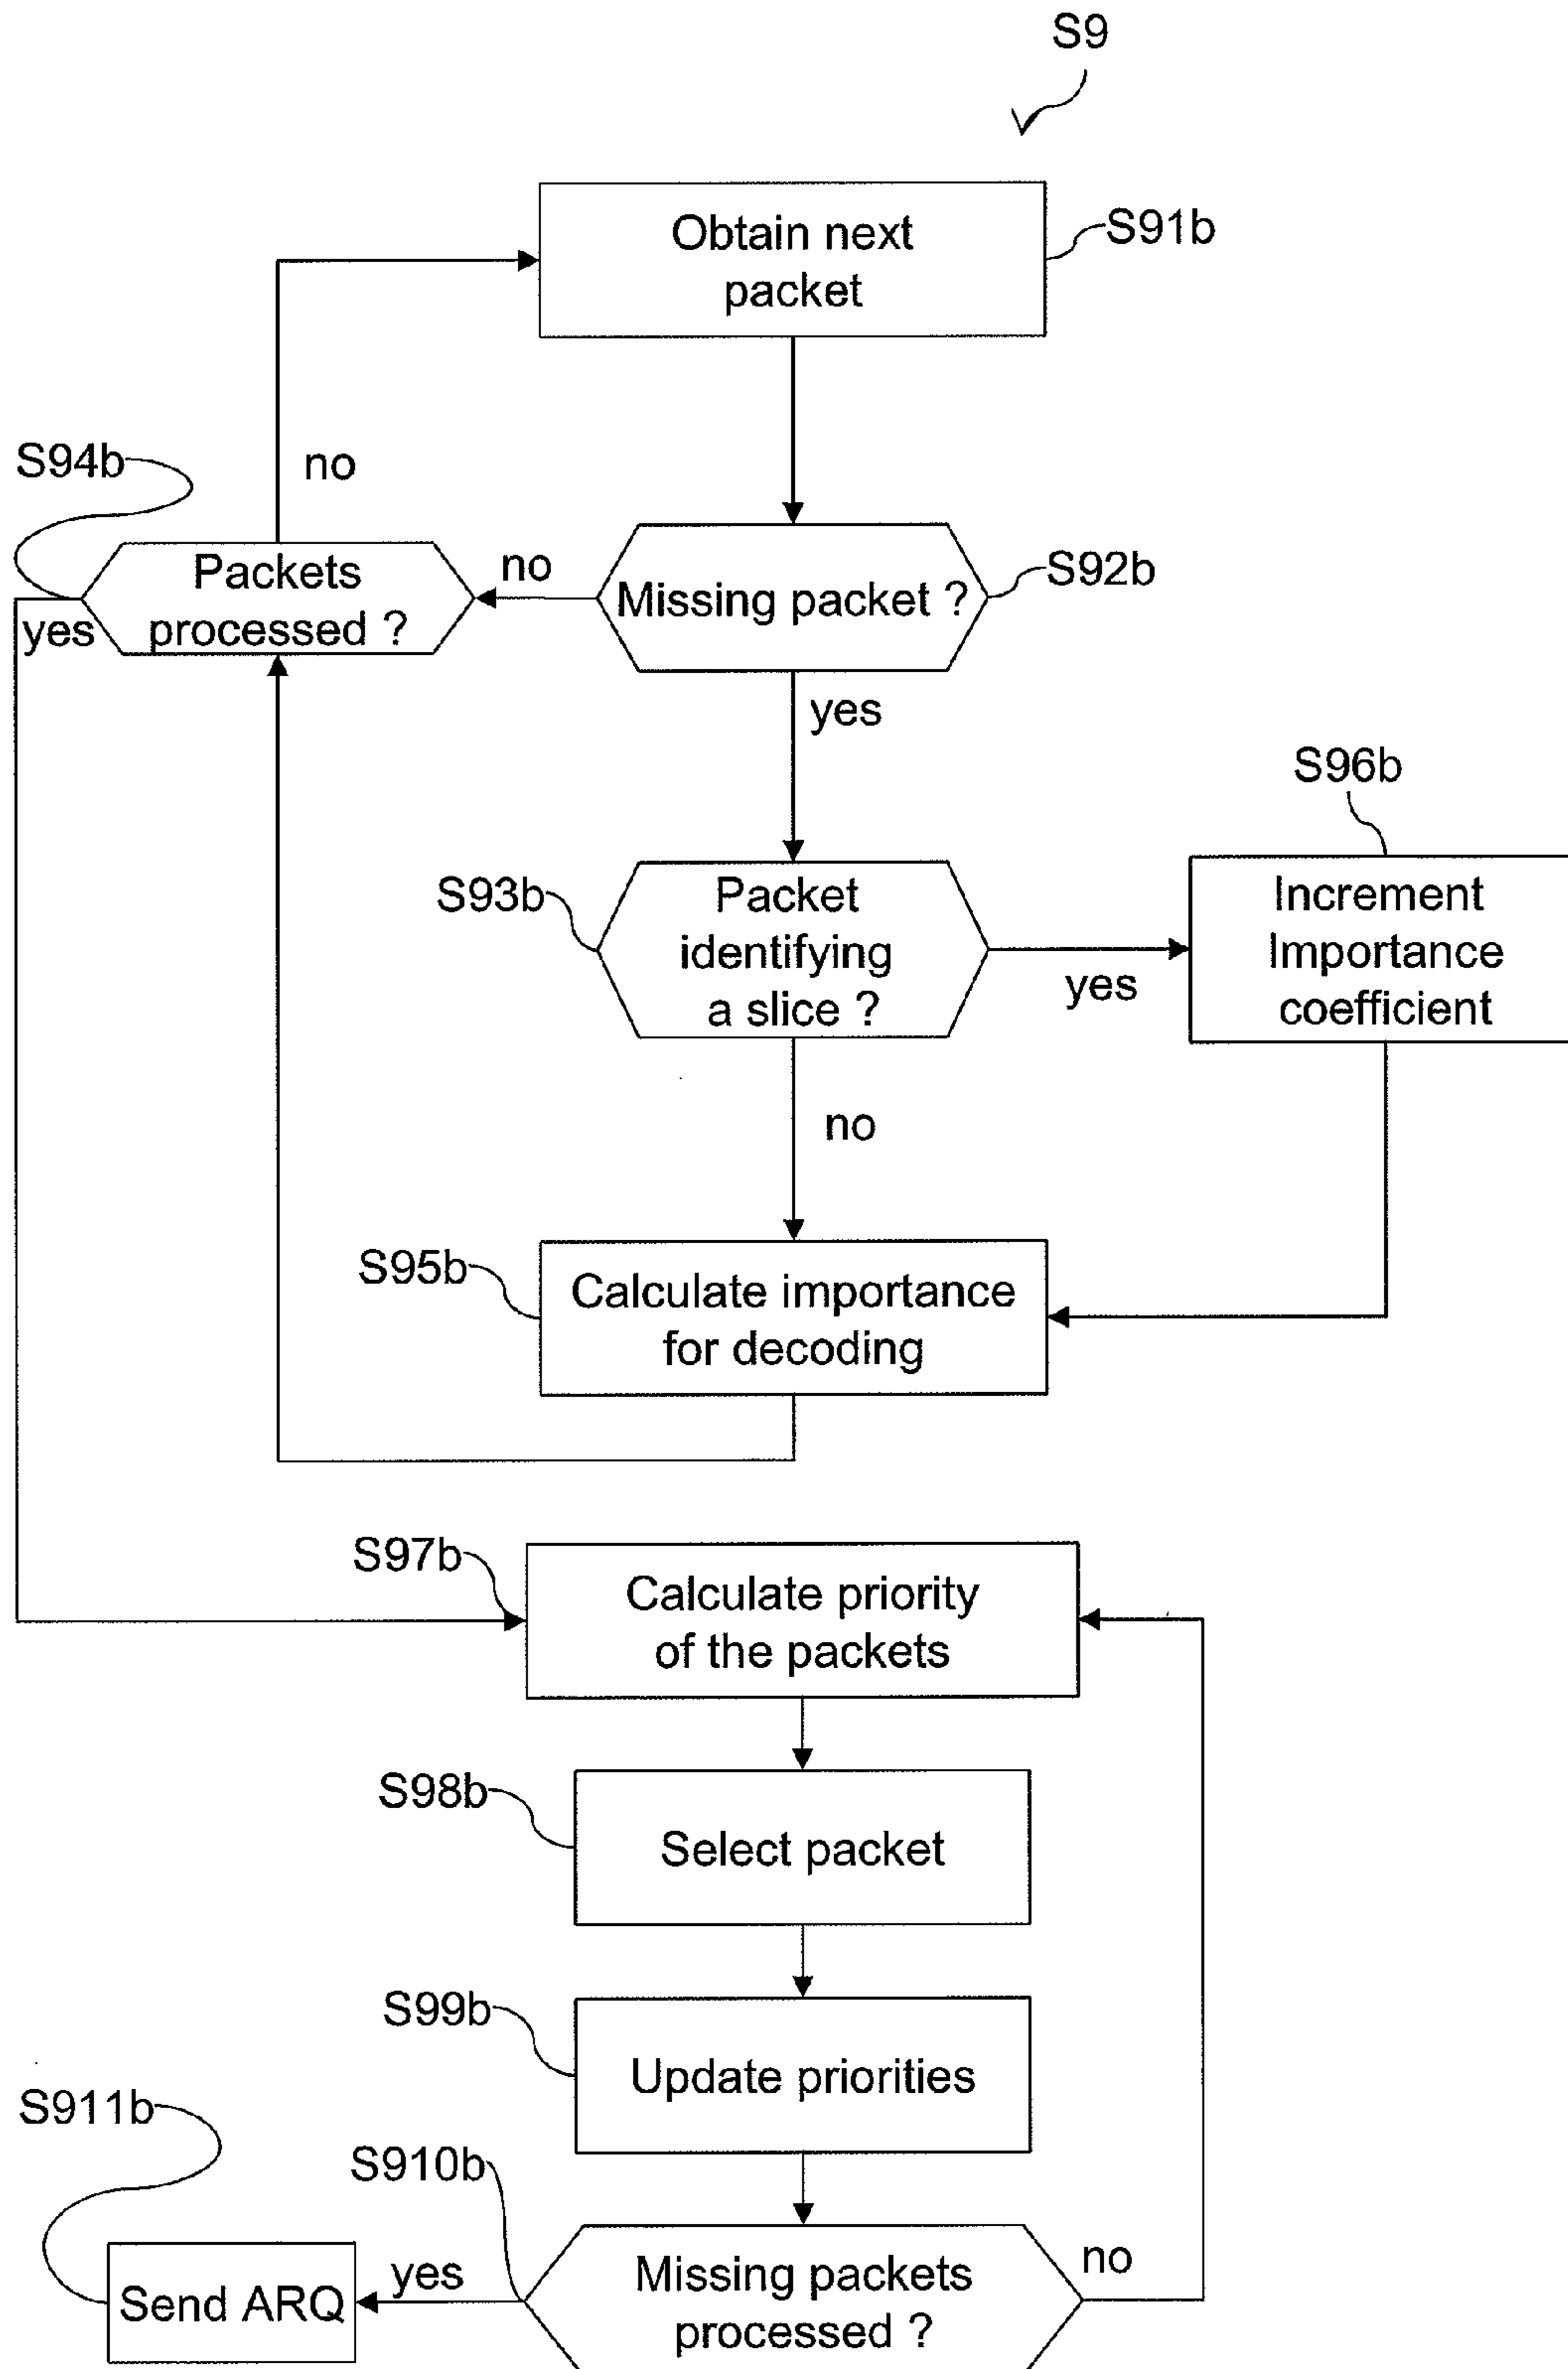 S9
Obtain next
packet
S91b
S94b
no
Packets
processed ?
yes
no
Missing packet ?
S92b
yes
S96b
S93b
Packet
identifying
a slice ?
yes
Increment
Importance
coefficient
no
S95b
Calculate importance
for decoding
S97b
Calculate priority
of the packets
S98b
Select packet
S99b
Update priorities
S911b
S910b
Send ARQ
yes
Missing packets
processed ?
no